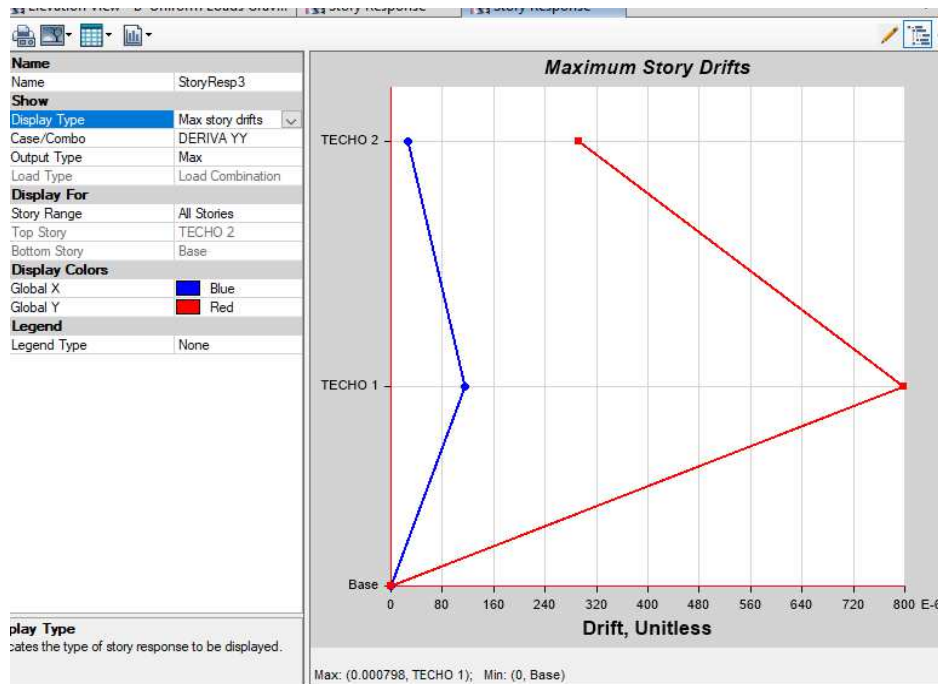 Story Response
Story Response
Name
Name StoryResp3
Show
Display Type Max story drifts
Case/Combo DERIVA YY
Output Type Max
Load Type Load Combination
Display For
Story Range All Stories
Top Story TECHO 2
Bottom Story Base
Display Colors
Global X Blue
Global Y Red
Legend
Legend Type None
play Type
cates the type of story response to be displayed.
Maximum Story Drifts
TECHO 2
TECHO 1
Base
0 80 160 240 320 400 480 560 640 720 800 E-6
Drift, Unitless
Max: (0.000798, TECHO 1); Min: (0, Base)